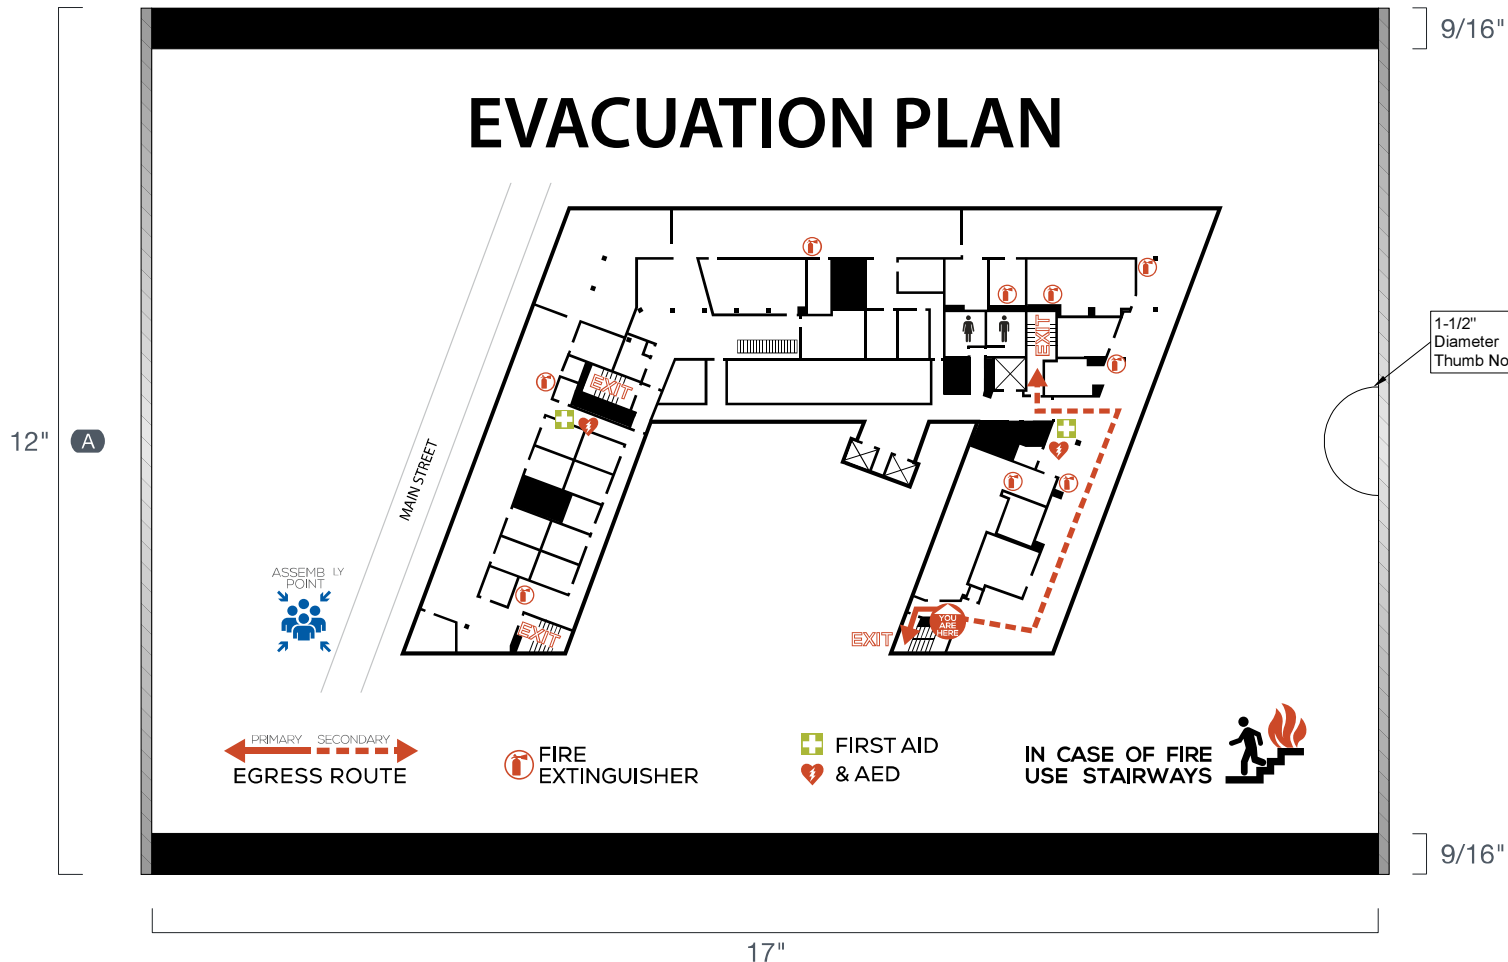 9/16"
EVACUATION PLAN
EXIT
1-1/2"
Diameter
EXIT
12"
A
MAIN STREET
ASSEMB LY
POINT
EXIT
EXIT
YOU
ARE
HERE
PRIMARY SECONDARY
EGRESS ROUTE
FIRE
EXTINGUISHER
FIRST AID
& AED
IN CASE OF FIRE
USE STAIRWAYS
9/16"
17"
Thumb No